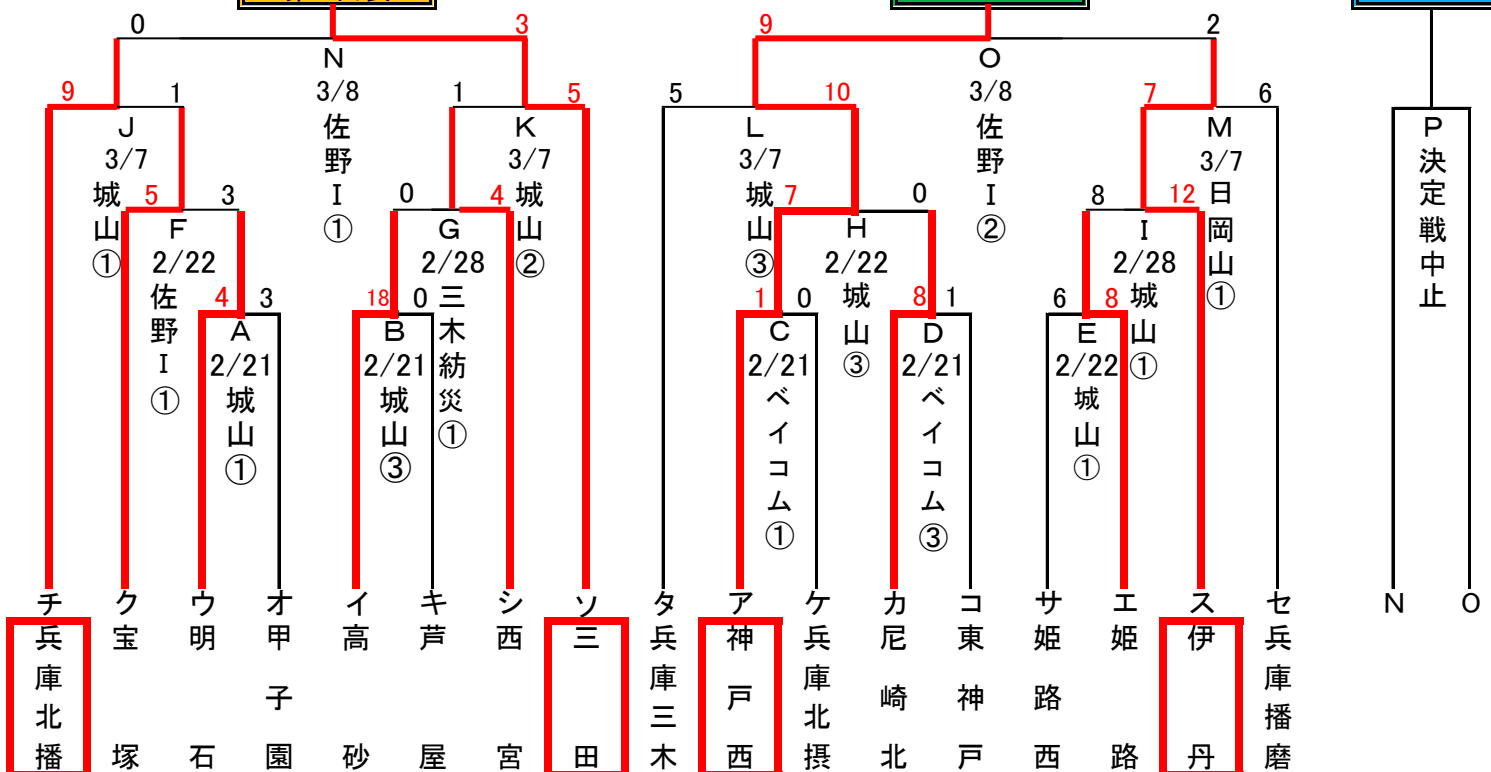 0
3
9
2
N
3/8
佐野Ⅰ①
O
3/8
佐野Ⅰ②
9
1
1
5
5
10
7
6
J
3/7
城山①
K
3/7
城山②
L
3/7
城山③
M
3/7
日岡山①
P決定戦中止
5
3
0
4
7
0
8
12
F
2/22
佐野Ⅰ①
G
2/28
三木紡災①
H
2/22
城山③
I
2/28
城山①
4
3
18
0
1
0
8
1
6
8
A
2/21
城山①
B
2/21
城山③
C
2/21
ベイコム①
D
2/21
ベイコム③
E
2/22
城山①
チ兵庫北播
ク宝塚
ウ明石
オ甲子園
イ高砂
キ芦屋
シ西宮
ソ三田
タ兵庫三木
ア神戸西
ケ兵庫北摂
カ尼崎北
コ東神戸
サ姫路西
エ姫路
ス伊丹
セ兵庫播磨
N
O